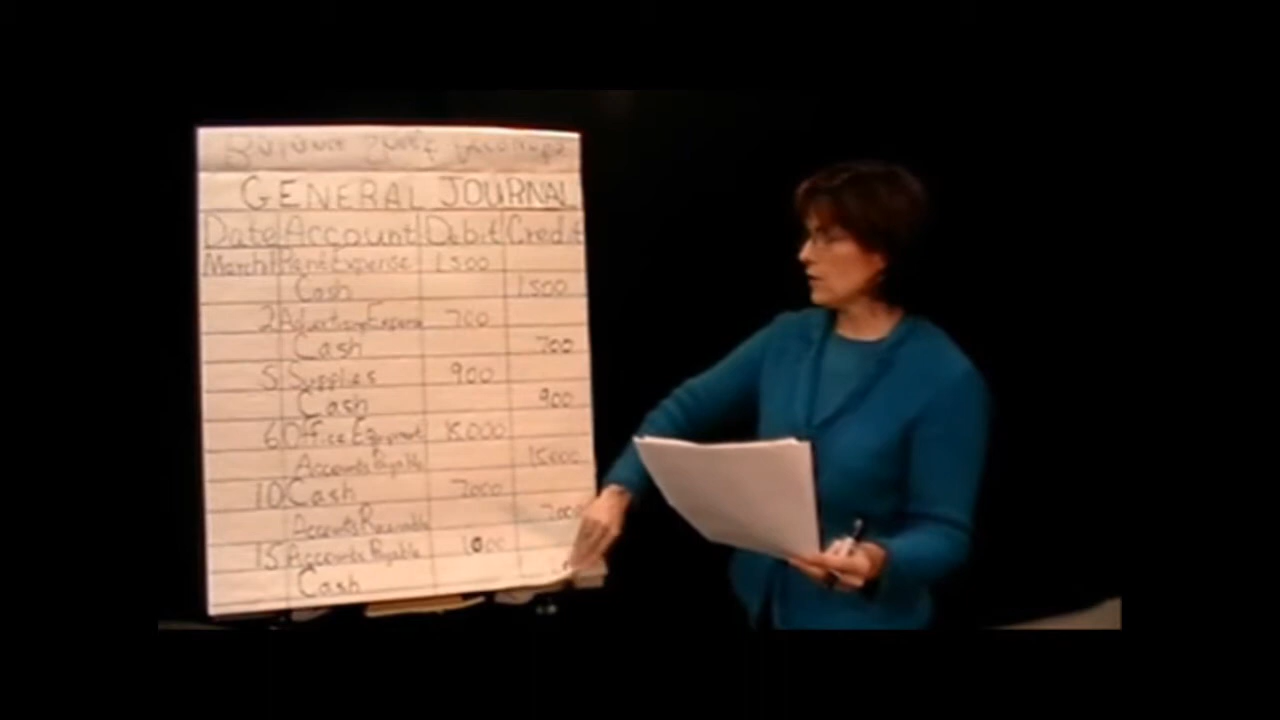 GENERAL JOURNAL
Date Account Debit Credit
March 1 Rent Expense 1500
Cash 1500
2 Advertising Expense 700
Cash 700
5 Supplies 900
Cash 900
6 Office Equipment 15,000
Accounts Payable 15000
10 Cash 7000
Accounts Receivable 7000
15 Accounts Payable 1000
Cash